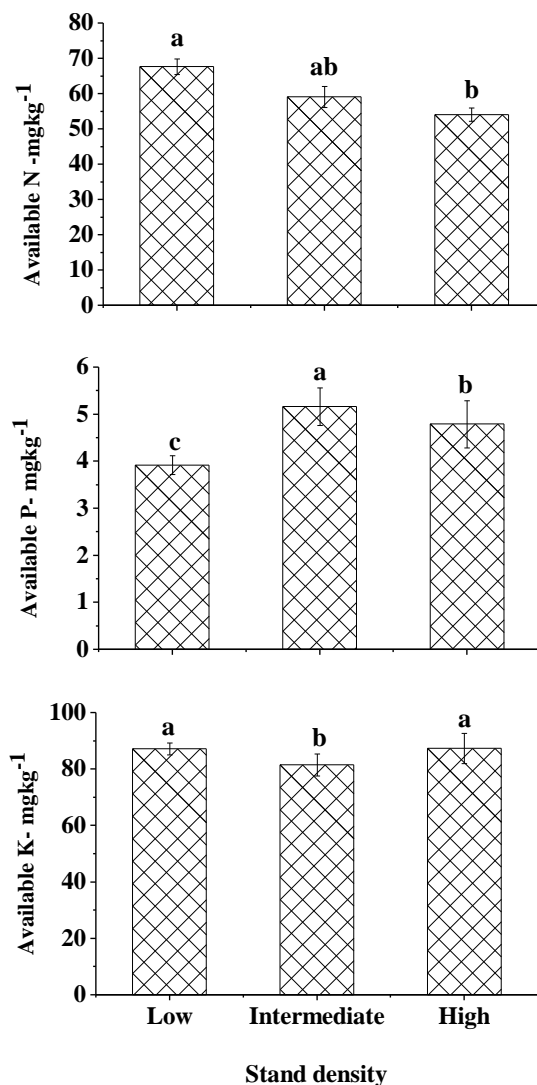 80
70
60
50
40
30
20
10
0
Available N -mgkg-1
a
ab
b
6
5
4
3
2
1
0
Available P- mgkg-1
c
a
b
100
80
60
40
20
0
Available K- mgkg-1
a
b
a
Low Intermediate High
Stand density